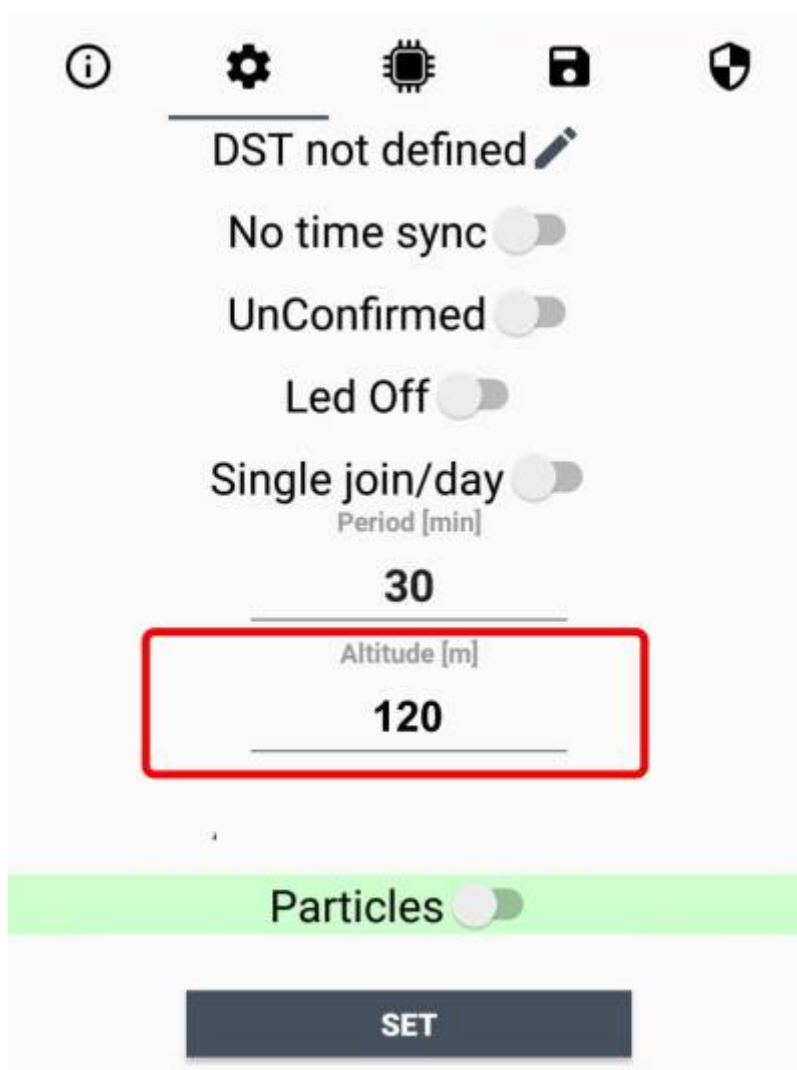 DST not defined
No time sync
UnConfirmed
Led Off
Single join/day
Period [min]
30
Altitude [m]
120
Particles
SET